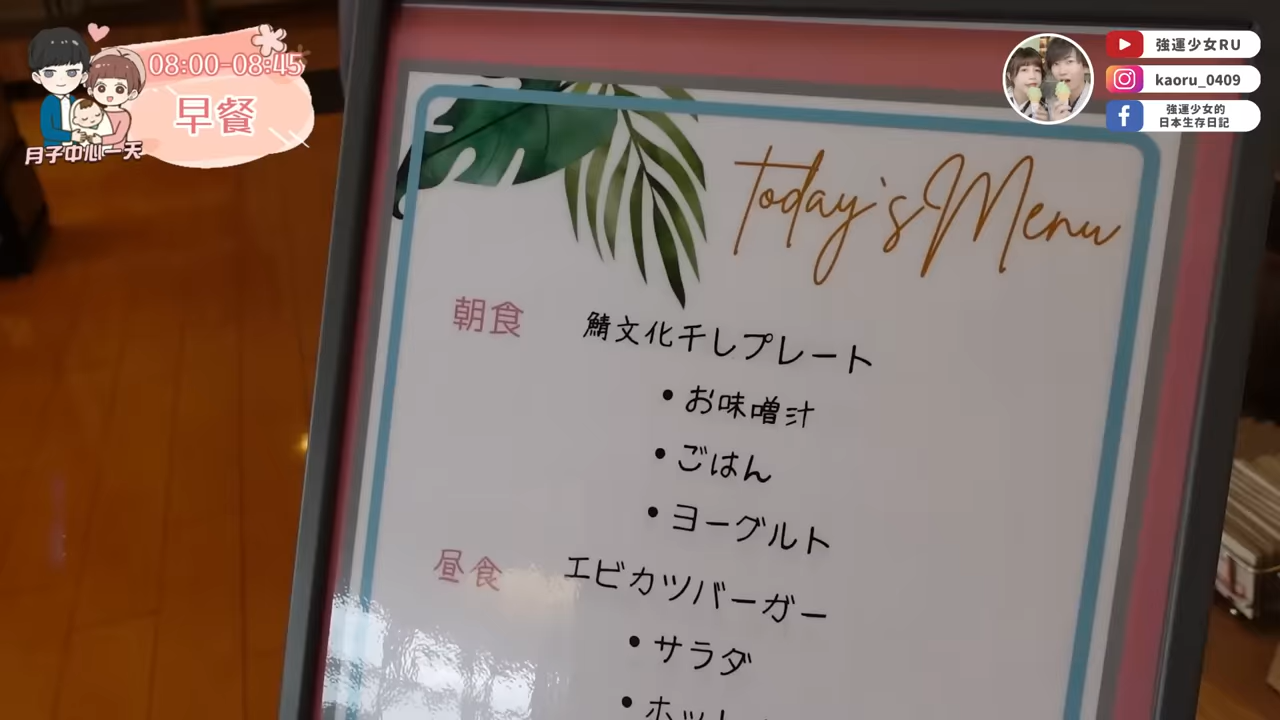 08:00-08:45
早餐
月子中心一天
強運少女RU
kaoru_0409
強運少女的
日本生存日記
Today's Menu
朝食 鯖文化干しプレート
• お味噌汁
• ごはん
• ヨーグルト
昼食 エビカツバーガー
• サラダ
• ホット